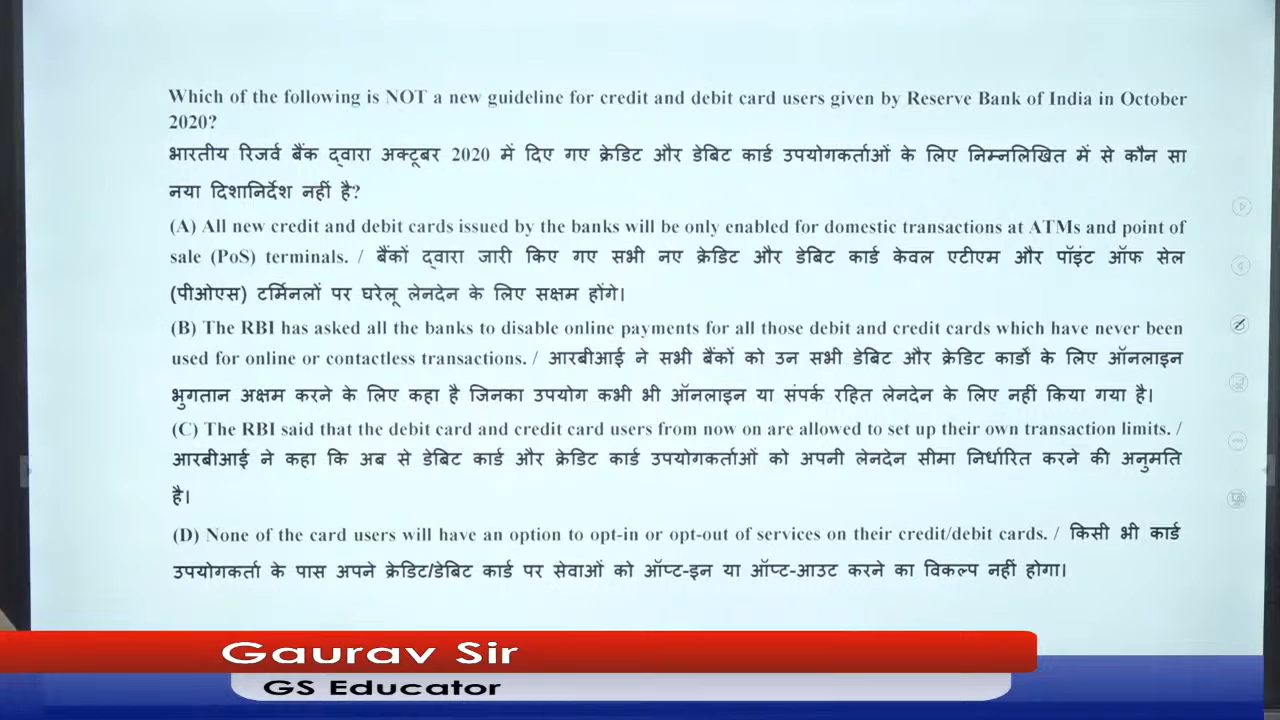 Which of the following is NOT a new guideline for credit and debit card users given by Reserve Bank of India in October
2020?
भारतीय रिजर्व बैंक द्वारा अक्टूबर 2020 में दिए गए क्रेडिट और डेबिट कार्ड उपयोगकर्ताओं के लिए निम्नलिखित में से कौन सा
नया दिशानिर्देश नहीं है?
(A) All new credit and debit cards issued by the banks will be only enabled for domestic transactions at ATMs and point of
sale (PoS) terminals. / बैंकों द्वारा जारी किए गए सभी नए क्रेडिट और डेबिट कार्ड केवल एटीएम और पॉइंट ऑफ सेल
(पीओएस) टर्मिनलों पर घरेलू लेनदेन के लिए सक्षम होंगे।
(B) The RBI has asked all the banks to disable online payments for all those debit and credit cards which have never been
used for online or contactless transactions. / आरबीआई ने सभी बैंकों को उन सभी डेबिट और क्रेडिट कार्डों के लिए ऑनलाइन
भुगतान अक्षम करने के लिए कहा है जिनका उपयोग कभी भी ऑनलाइन या संपर्क रहित लेनदेन के लिए नहीं किया गया है।
(C) The RBI said that the debit card and credit card users from now on are allowed to set up their own transaction limits. /
आरबीआई ने कहा कि अब से डेबिट कार्ड और क्रेडिट कार्ड उपयोगकर्ताओं को अपनी लेनदेन सीमा निर्धारित करने की अनुमति
है।
(D) None of the card users will have an option to opt-in or opt-out of services on their credit/debit cards. / किसी भी कार्ड
उपयोगकर्ता के पास अपने क्रेडिट/डेबिट कार्ड पर सेवाओं को ऑप्ट-इन या ऑप्ट-आउट करने का विकल्प नहीं होगा।
Gaurav Sir
GS Educator